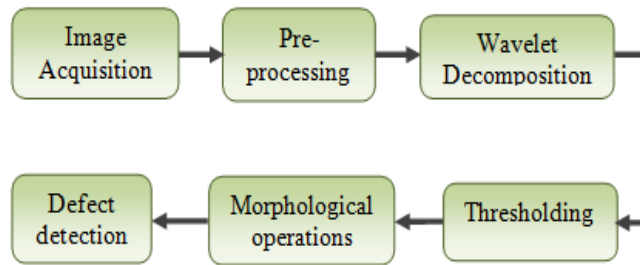 Image
Acquisition
Pre-
processing
Wavelet
Decomposition
Thresholding
Morphological
operations
Defect
detection